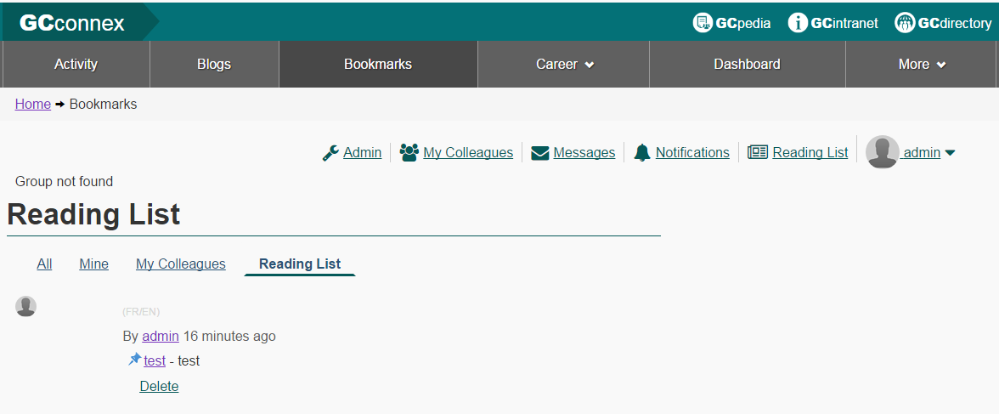 GCconnex GCpedia GCintranet GCdirectory
Activity Blogs Bookmarks Career Dashboard More
Home ➔ Bookmarks
Admin My Colleagues Messages Notifications Reading List admin
Group not found
Reading List
All Mine My Colleagues Reading List
(FR/EN)
By admin 16 minutes ago
test - test
Delete